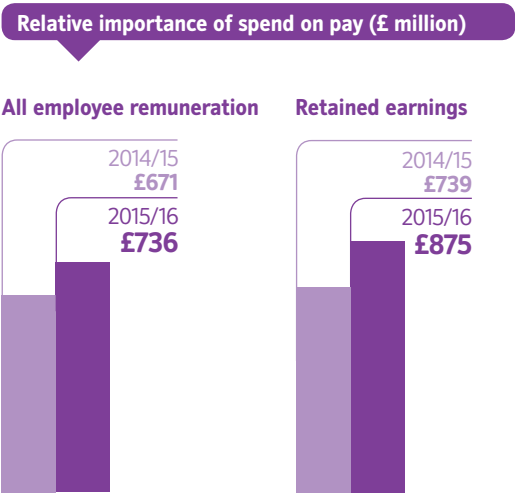 Relative importance of spend on pay (£ million)
All employee remuneration
2014/15
£671
2015/16
£736
Retained earnings
2014/15
£739
2015/16
£875